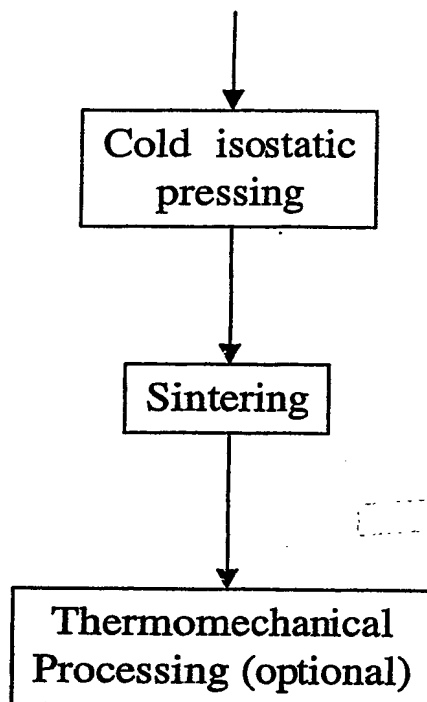 Cold isostatic
pressing
Sintering
Thermomechanical
Processing (optional)